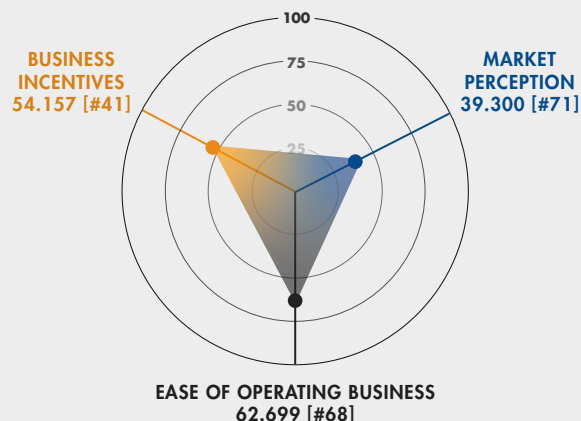 100
75
50
25
BUSINESS
INCENTIVES
54.157 [#41]
MARKET
PERCEPTION
39.300 [#71]
EASE OF OPERATING BUSINESS
62.699 [#68]